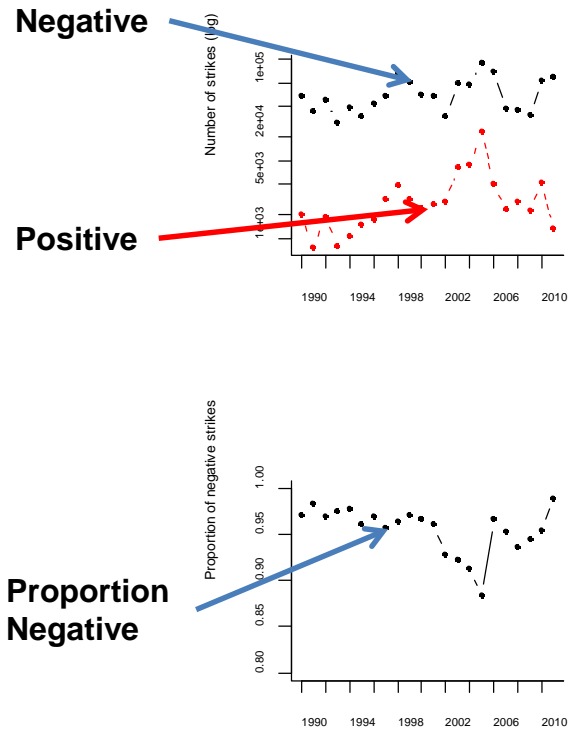 Negative
Number of strikes (log)
1e+05
2e+04
5e+03
1e+03
Positive
1990 1994 1998 2002 2006 2010
Proportion of negative strikes
1.00
0.95
0.90
0.85
0.80
Proportion
Negative
1990 1994 1998 2002 2006 2010